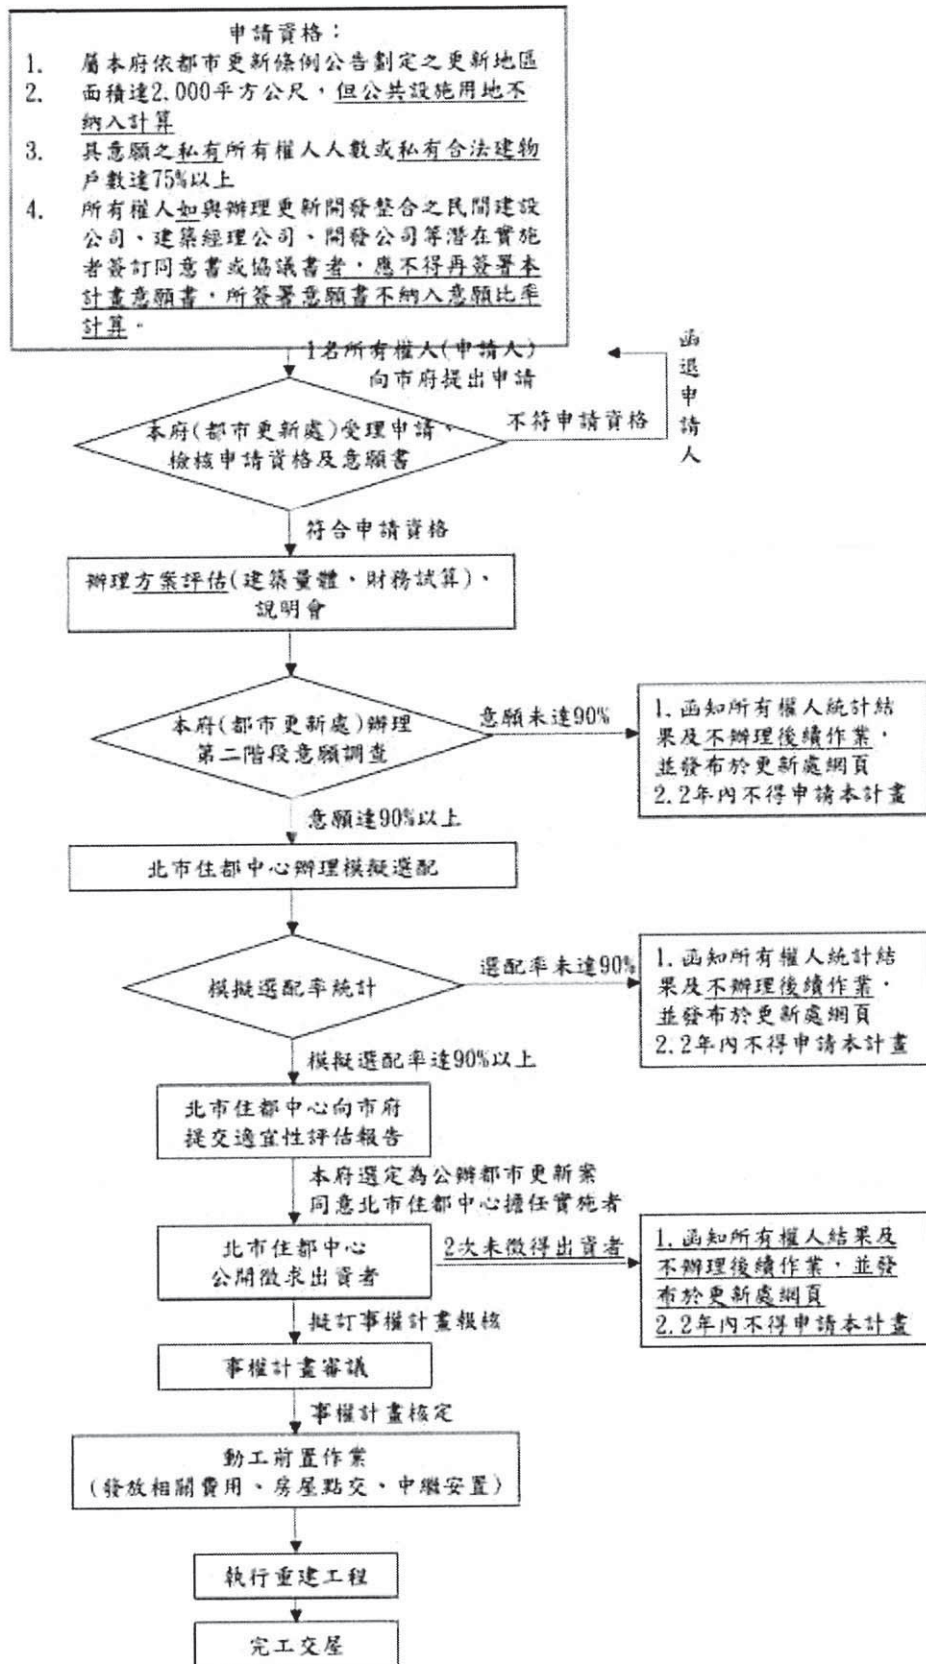 申請資格：
1. 屬本府依都市更新條例公告劃定之更新地區
2. 面積達2,000平方公尺，但公共設施用地不
納入計算
3. 具意願之私有所有權人人數或私有合法建物
戶數達75%以上
4. 所有權人如與辦理更新開發整合之民間建設
公司、建築經理公司、開發公司等潛在實施
者簽訂同意書或協議書者，應不得再簽署本
計畫意願書，所簽署意願書不納入意願比率
計算。
1名所有權人(申請人)
向市府提出申請
函退申請人
本府(都市更新處)受理申請、
檢核申請資格及意願書
不符申請資格
符合申請資格
辦理方案評估(建築量體、財務試算)、
說明會
本府(都市更新處)辦理
第二階段意願調查
意願未達90%
1.函知所有權人統計結
果及不辦理後續作業，
並發布於更新處網頁
2.2年內不得申請本計畫
意願達90%以上
北市住都中心辦理模擬選配
模擬選配率統計
選配率未達90%
1.函知所有權人統計結
果及不辦理後續作業，
並發布於更新處網頁
2.2年內不得申請本計畫
模擬選配率達90%以上
北市住都中心向市府
提交適宜性評估報告
本府選定為公辦都市更新案
同意北市住都中心擔任實施者
北市住都中心
公開徵求出資者
2次未徵得出資者
1.函知所有權人結果及
不辦理後續作業，並發
布於更新處網頁
2.2年內不得申請本計畫
擬訂事權計畫報核
事權計畫審議
事權計畫核定
動工前置作業
(發放相關費用、房屋點交、中繼安置)
執行重建工程
完工交屋